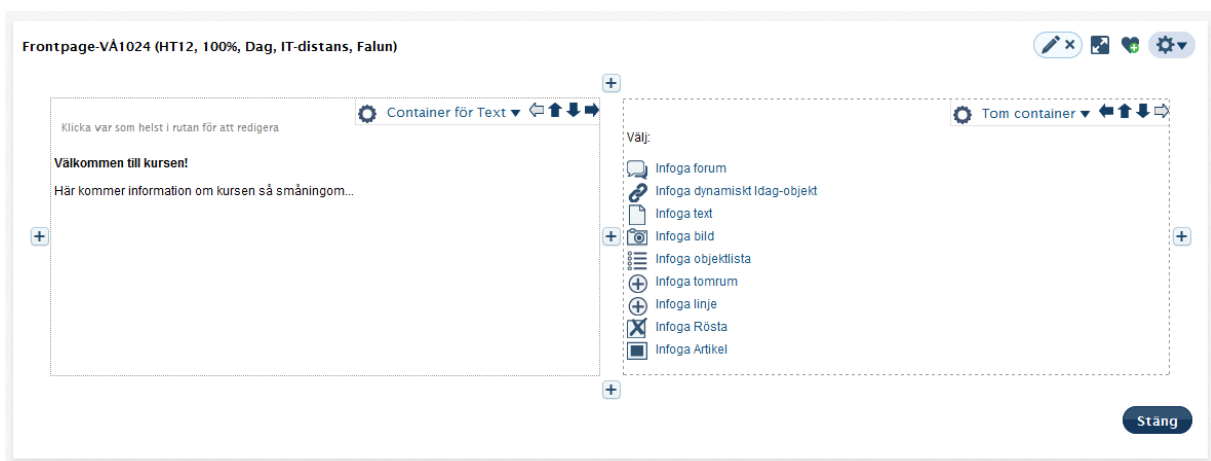 Frontpage-VÅ1024 (HT12, 100%, Dag, IT-distans, Falun)
Container för Text
Klicka var som helst i rutan för att redigera
Välkommen till kursen!
Här kommer information om kursen så småningom...
Tom container
Välj:
Infoga forum
Infoga dynamiskt Idag-objekt
Infoga text
Infoga bild
Infoga objektlista
Infoga tomrum
Infoga linje
Infoga Rösta
Infoga Artikel
Stäng